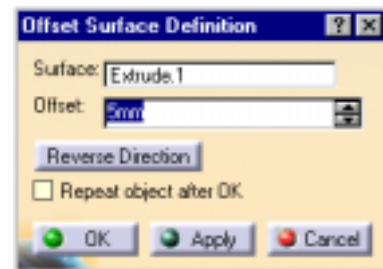 Offset Surface Definition ? ×
Surface: Extrude.1
Offset: 5mm
Reverse Direction
Repeat object after OK
OK Apply Cancel